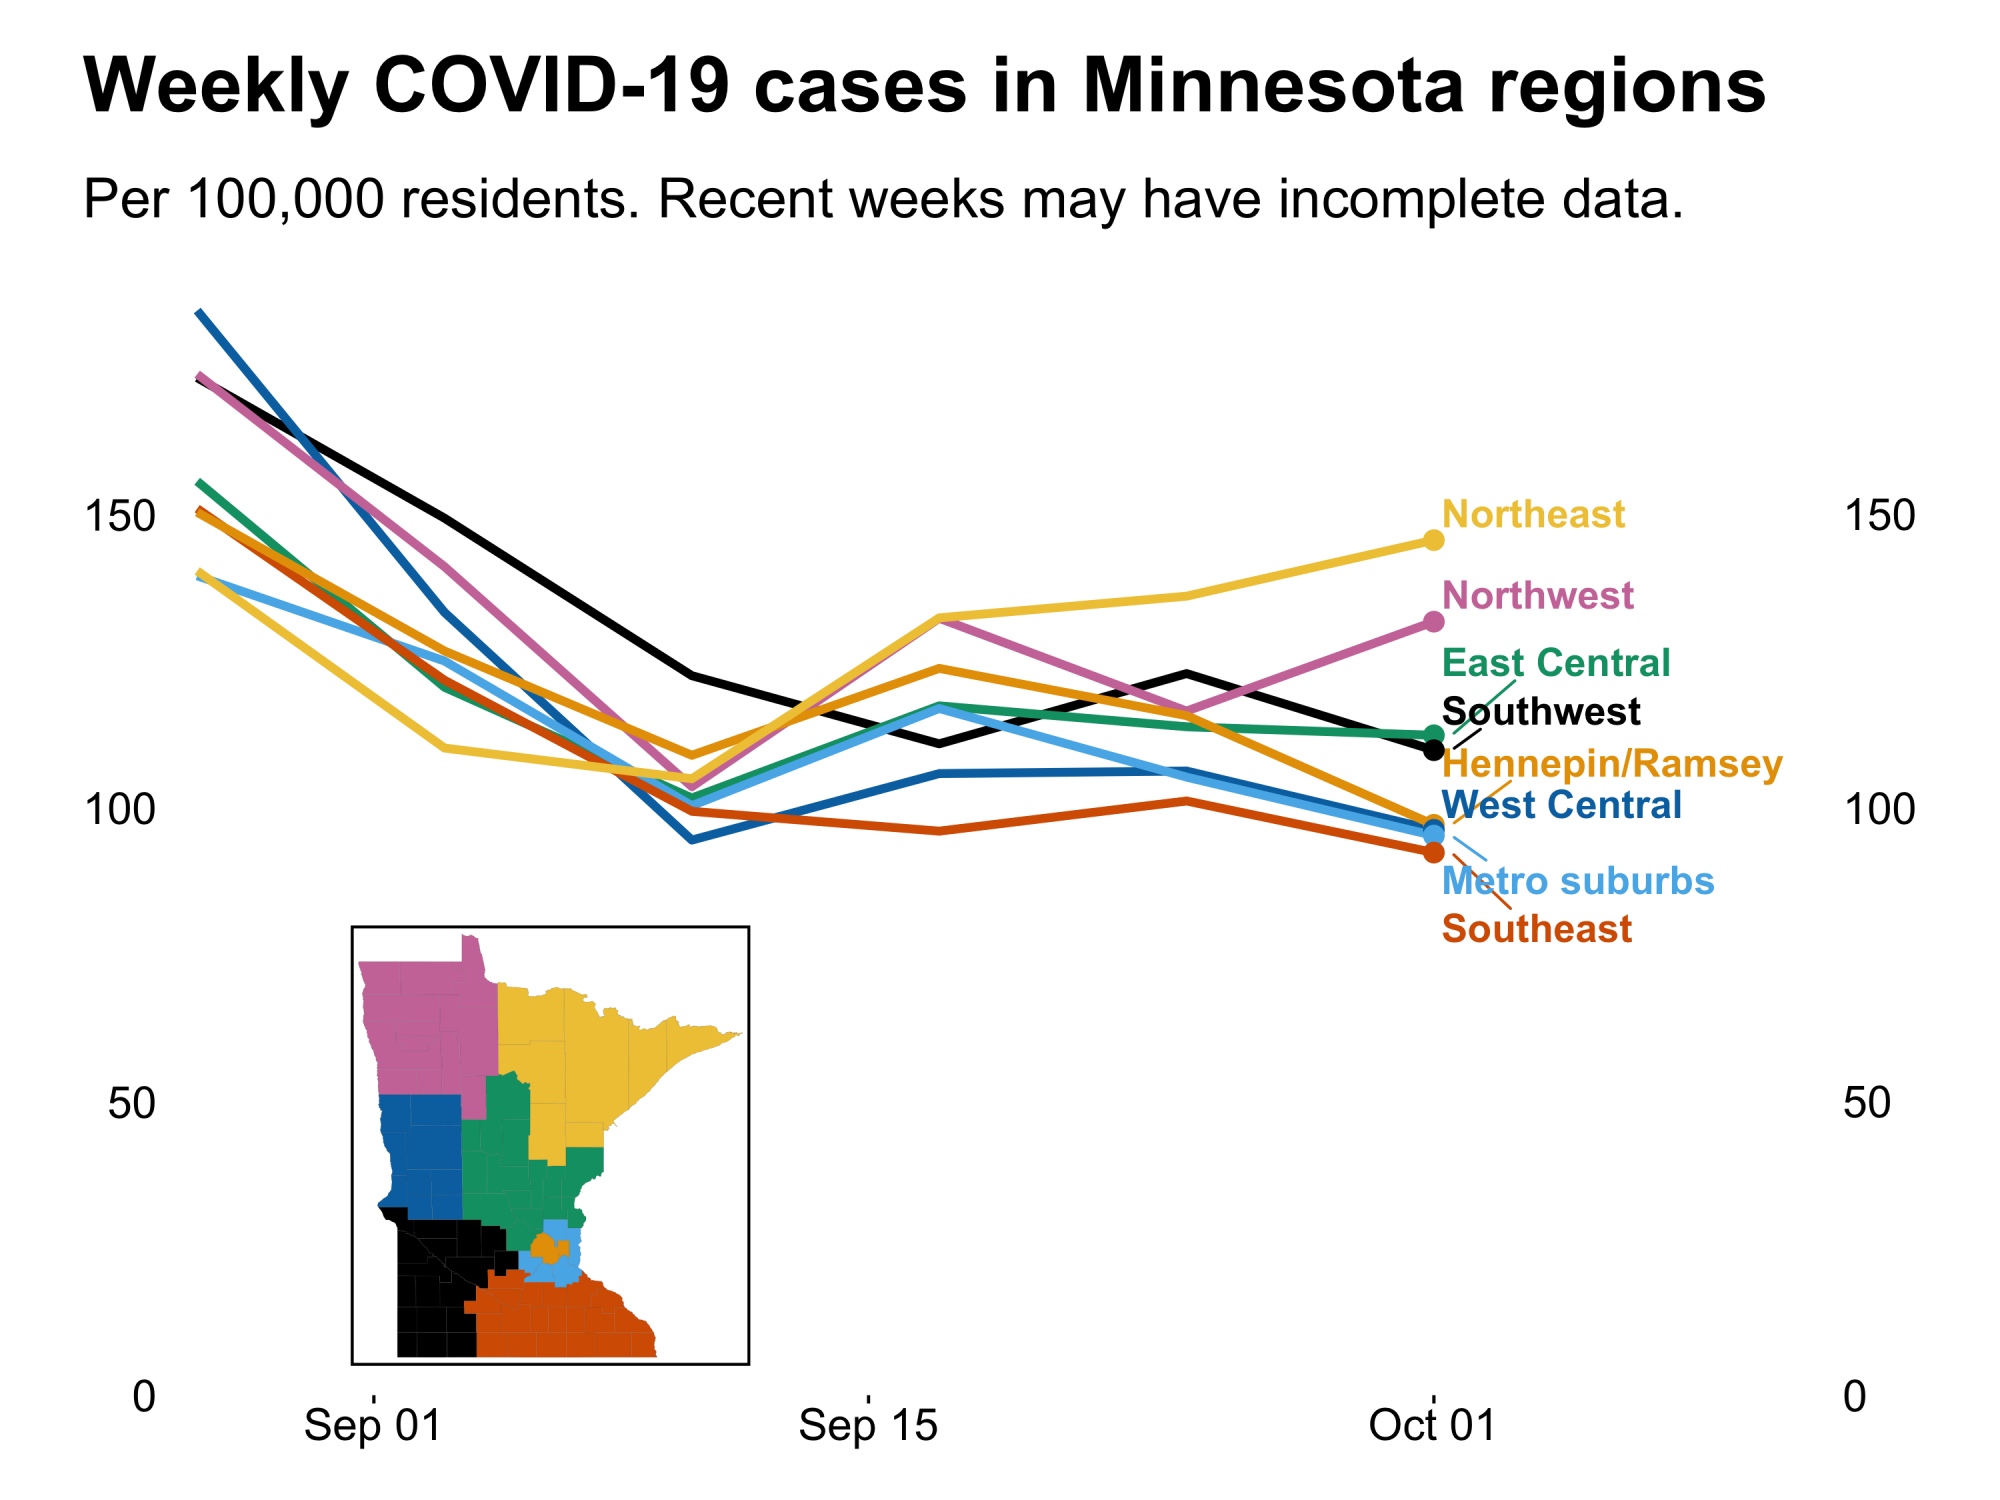 Weekly COVID-19 cases in Minnesota regions
Per 100,000 residents. Recent weeks may have incomplete data.
150
Northeast
150
Northwest
East Central
Southwest
Hennepin/Ramsey
100
West Central
100
Metro suburbs
Southeast
50
50
0
0
Sep 01
Sep 15
Oct 01